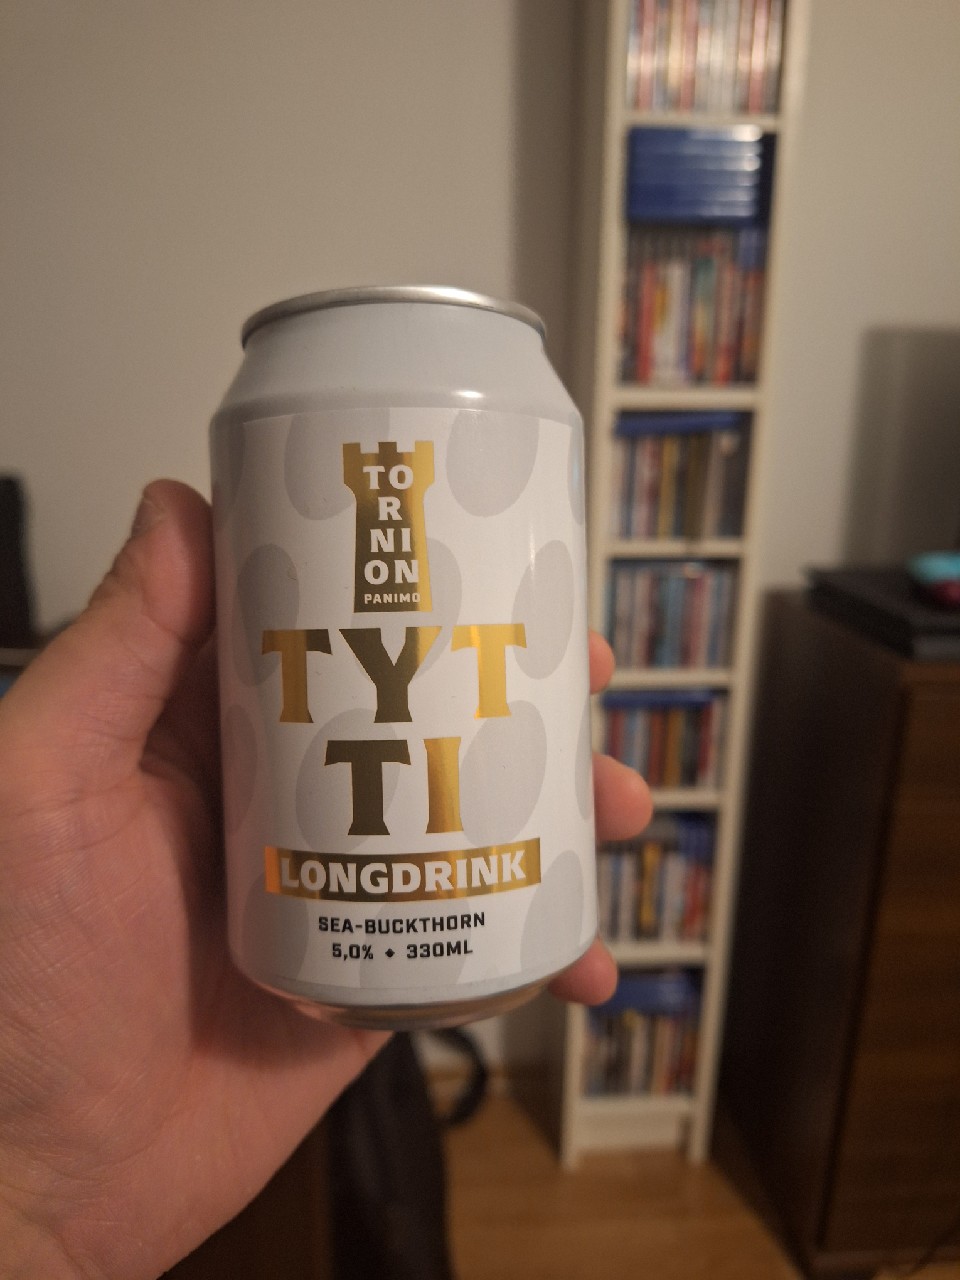 TO
R
NI
ON
PANIMO
TYT
TI
LONGDRINK
SEA-BUCKTHORN
5,0% ◆ 330ML